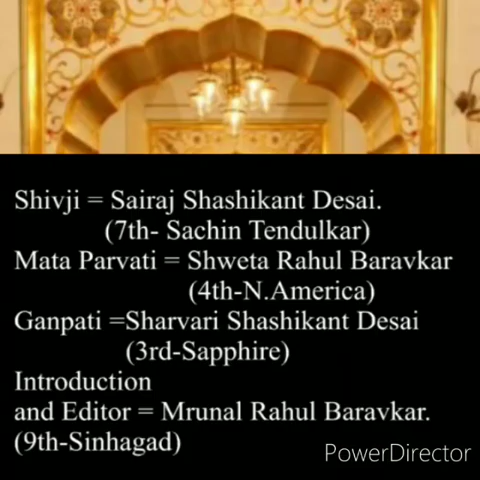 Shivji = Sairaj Shashikant Desai.
(7th- Sachin Tendulkar)
Mata Parvati = Shweta Rahul Baravkar
(4th-N.America)
Ganpati =Sharvari Shashikant Desai
(3rd-Sapphire)
Introduction
and Editor = Mrunal Rahul Baravkar.
(9th-Sinhagad)
PowerDirector